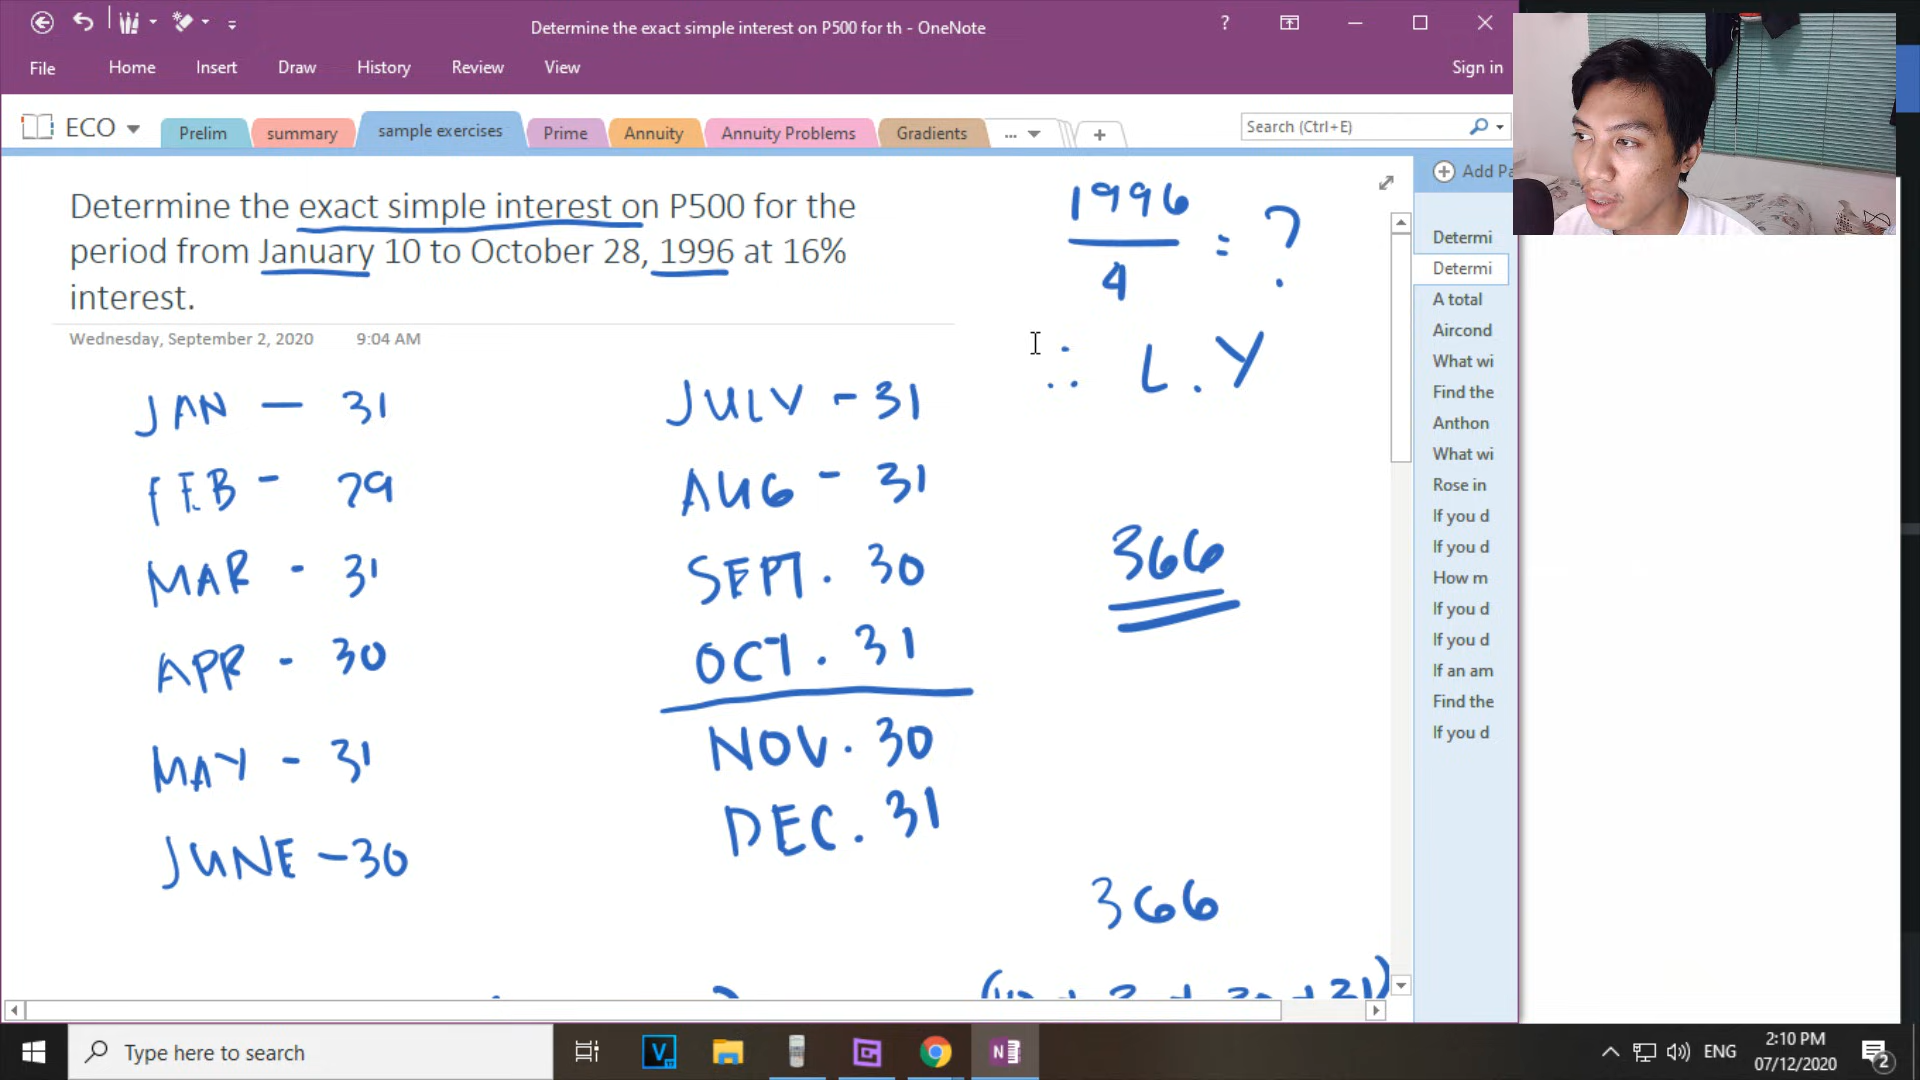 Determine the exact simple interest on P500 for th - OneNote
?
File
Home
Insert
Draw
History
Review
View
Sign in
ECO
Prelim
summary
sample exercises
Prime
Annuity
Annuity Problems
Gradients
...
Search (Ctrl+E)
Determine the exact simple interest on P500 for the
period from January 10 to October 28, 1996 at 16%
interest.
Wednesday, September 2, 2020
9:04 AM
1996
4
= ?
∴ L.Y
JAN — 31
FEB - 29
MAR - 31
APR - 30
MAY - 31
JUNE - 30
JULY - 31
AUG - 31
SEPT. 30
OCT. 31
NOV. 30
DEC. 31
366
366
Add Pa
Determi
Determi
A total
Aircond
What wi
Find the
Anthon
What wi
Rose in
If you d
If you d
How m
If you d
If you d
If an am
Find the
If you d
Type here to search
V
N
ENG
2:10 PM
07/12/2020
2